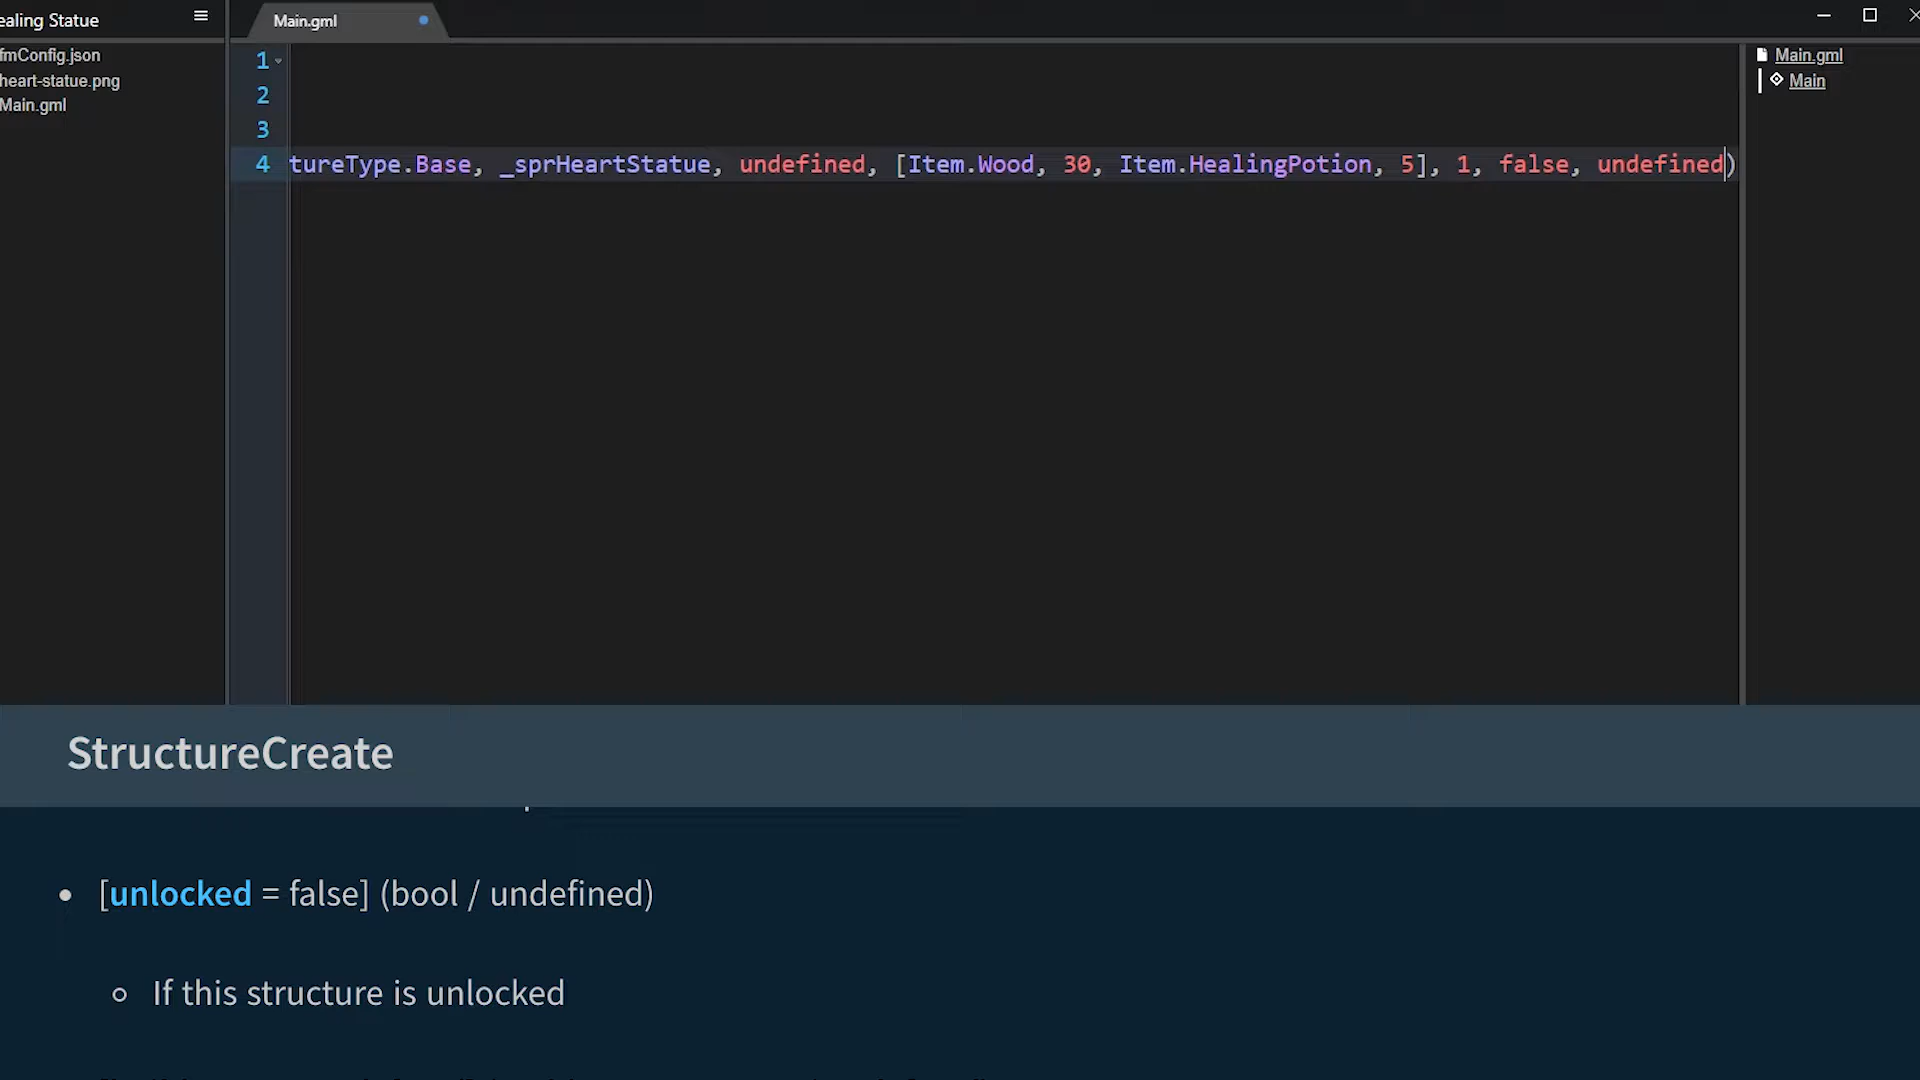 ealing Statue
Main.gml
fmConfig.json
heart-statue.png
Main.gml
1
2
3
4 tureType.Base, _sprHeartStatue, undefined, [Item.Wood, 30, Item.HealingPotion, 5], 1, false, undefined)
Main.gml
Main
StructureCreate
[unlocked = false] (bool / undefined)
If this structure is unlocked